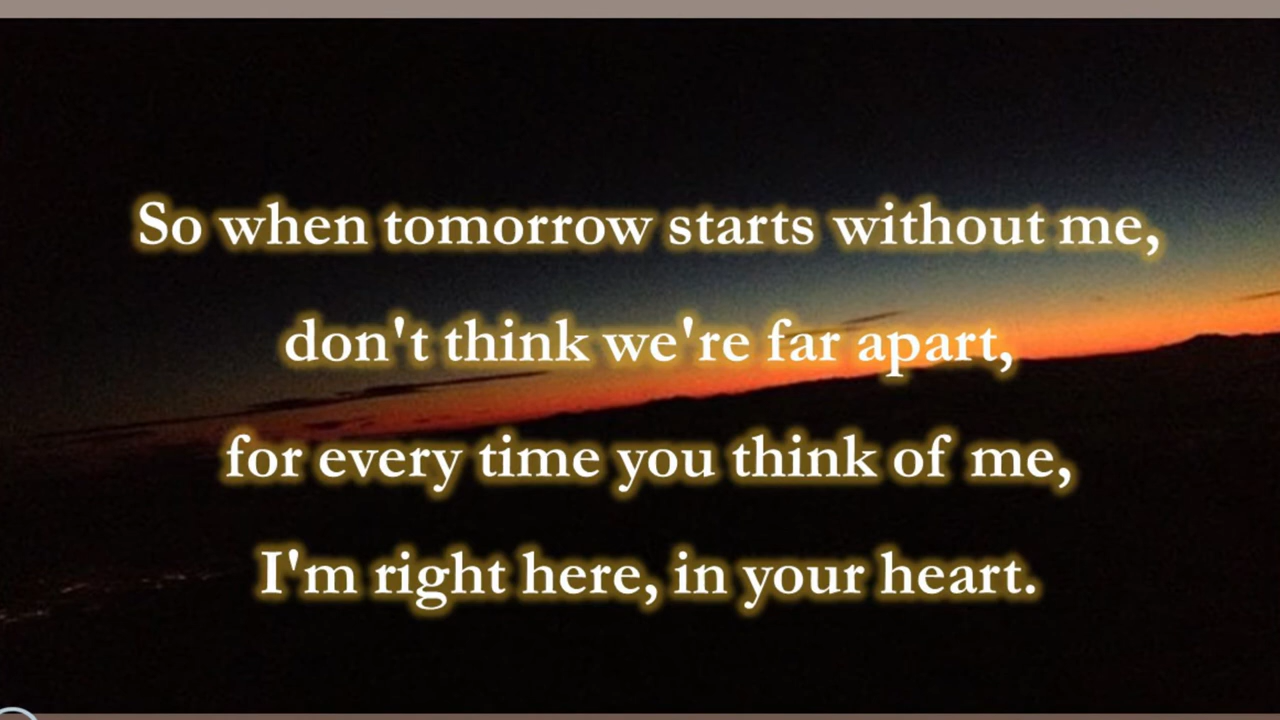 So when tomorrow starts without me,
don't think we're far apart,
for every time you think of me,
I'm right here, in your heart.